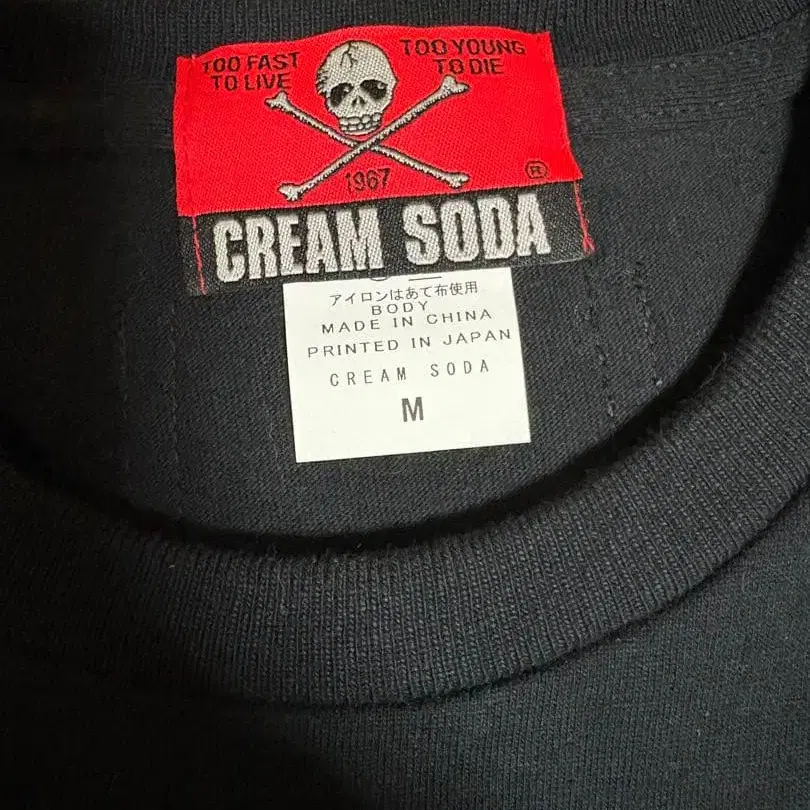 TOO FAST TOO YOUNG
TO LIVE TO DIE
1967 ®
CREAM SODA
アイロンはあて布使用
BODY
MADE IN CHINA
PRINTED IN JAPAN
CREAM SODA
M